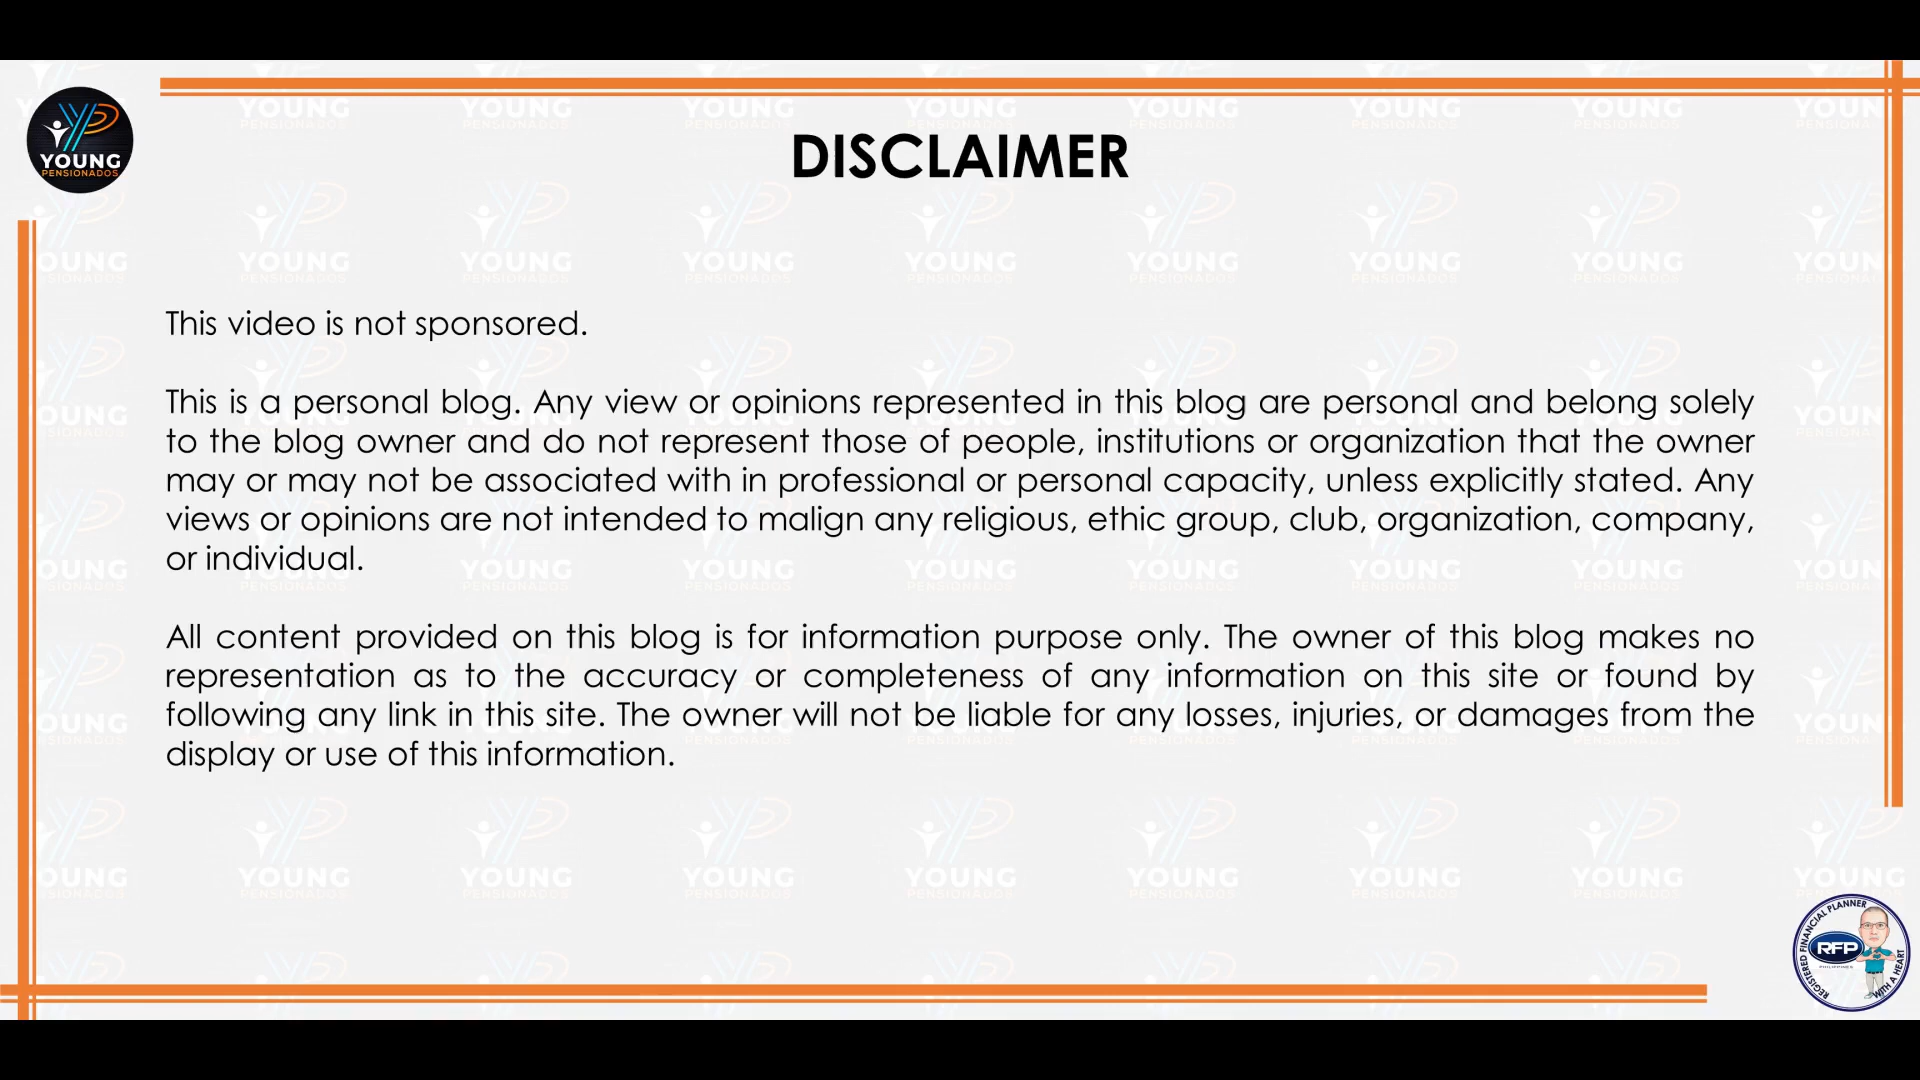 YOUNG
PENSIONADOS
DISCLAIMER
This video is not sponsored.
This is a personal blog. Any view or opinions represented in this blog are personal and belong solely
to the blog owner and do not represent those of people, institutions or organization that the owner
may or may not be associated with in professional or personal capacity, unless explicitly stated. Any
views or opinions are not intended to malign any religious, ethic group, club, organization, company,
or individual.
All content provided on this blog is for information purpose only. The owner of this blog makes no
representation as to the accuracy or completeness of any information on this site or found by
following any link in this site. The owner will not be liable for any losses, injuries, or damages from the
display or use of this information.
REGISTERED FINANCIAL PLANNER
RFP
WITH A HEART